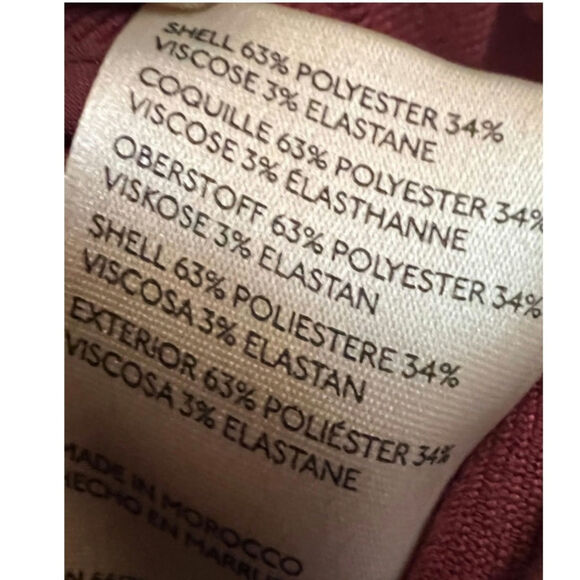 SHELL 63% POLYESTER 34%
VISCOSE 3% ELASTANE
COQUILLE 63% POLYESTER 34%
VISCOSE 3% ÉLASTHANNE
OBERSTOFF 63% POLYESTER 34%
VISKOSE 3% ELASTAN
SHELL 63% POLIESTERE 34%
VISCOSA 3% ELASTAN
EXTERIOR 63% POLIÉSTER 34%
VISCOSA 3% ELASTANE
MADE IN MOROCCO
HECHO EN